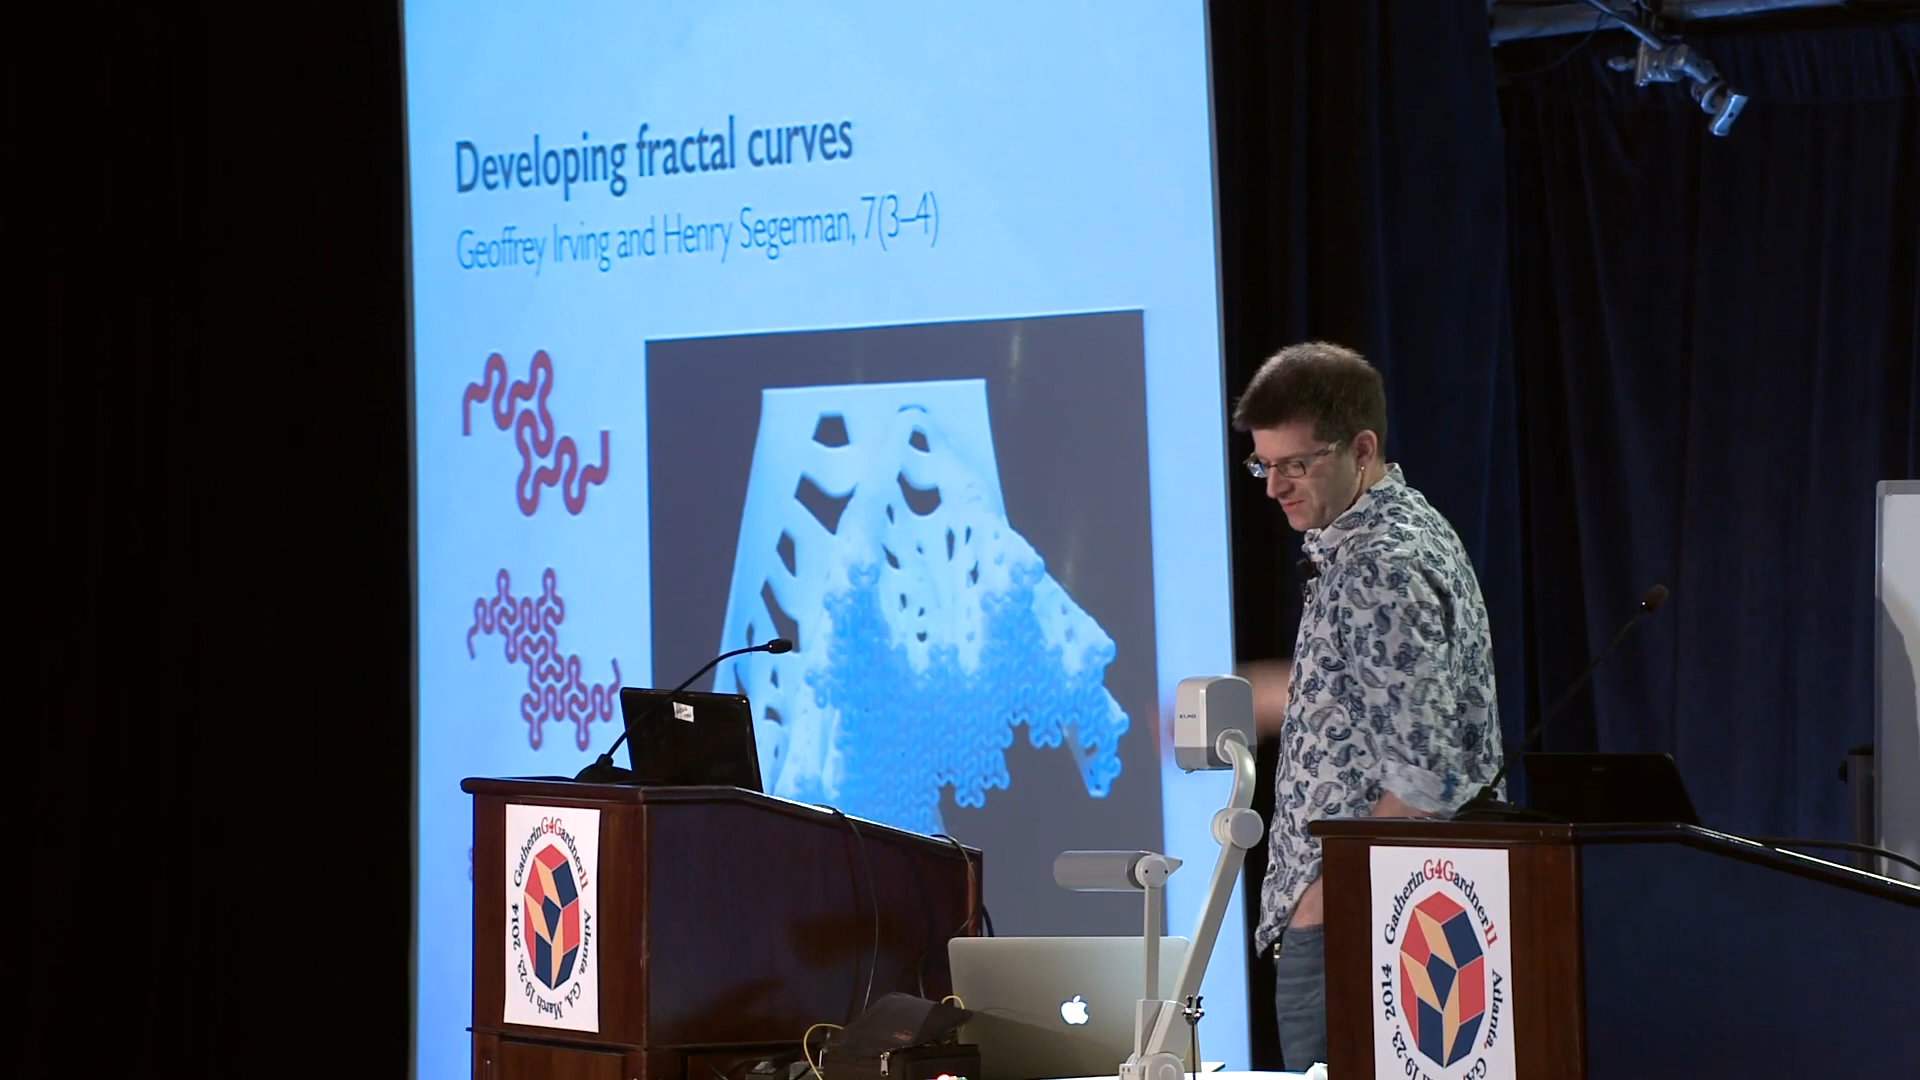 Developing fractal curves
Geoffrey Irving and Henry Segerman, 7(3–4)
ELMO
GatherinG4Gardner11
Atlanta, GA, March 19-23, 2014
GatherinG4Gardner11
Atlanta, GA, 19-23, 2014